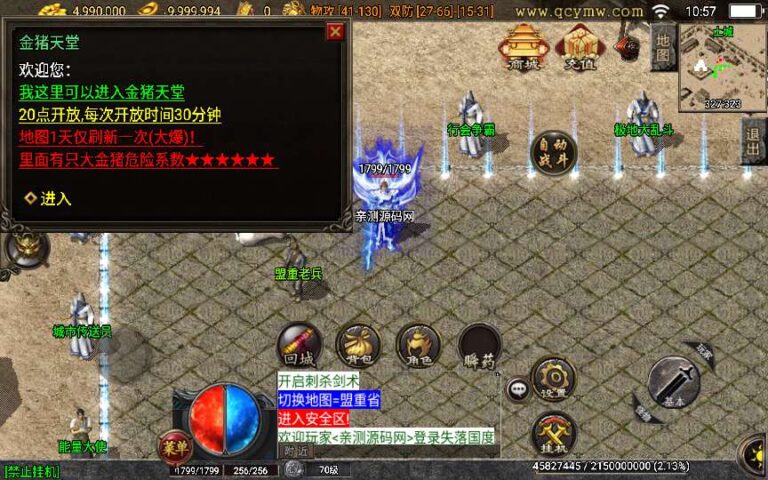 4,990,000
9,999,994
0
物攻 [41-130] 双防 [27-66]-[15-31]
www.qcymw.com
10:57
金猪天堂
欢迎您:
我这里可以进入金猪天堂
20点开放,每次开放时间30分钟
地图1天仅刷新一次(大爆)!
里面有只大金猪危险系数★★★★★★
进入
商城
充值
地图
土城
327:323
退出
行会争霸
极地大乱斗
自动战斗
1799/1799
亲测源码网
盟重老兵
城市传送员
能量大使
回城
背包
角色
瞬药
开启刺杀剑术
切换地图=盟重省
进入安全区!
欢迎玩家<亲测源码网>登录失落国度
附近
设置
挂机
玩家
基本
怪物
菜单
[禁止挂机]
1799/1799
256/256
70级
45827445 / 2150000000 (2.13%)